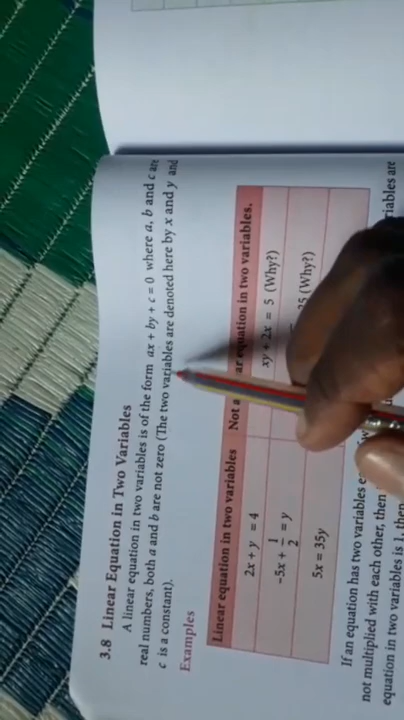 3.8 Linear Equation in Two Variables
A linear equation in two variables is of the form ax + by + c = 0 where a, b and c are
real numbers, both a and b are not zero (The two variables are denoted here by x and y and
c is a constant).
Examples
Linear equation in two variables Not a ar equation in two variables.
2x + y = 4 xy + 2x = 5 (Why?)
-5x + 1/2 = y 25 (Why?)
5x = 35y
If an equation has two variables riables are
not multiplied with each other, then
equation in two variables is 1, then